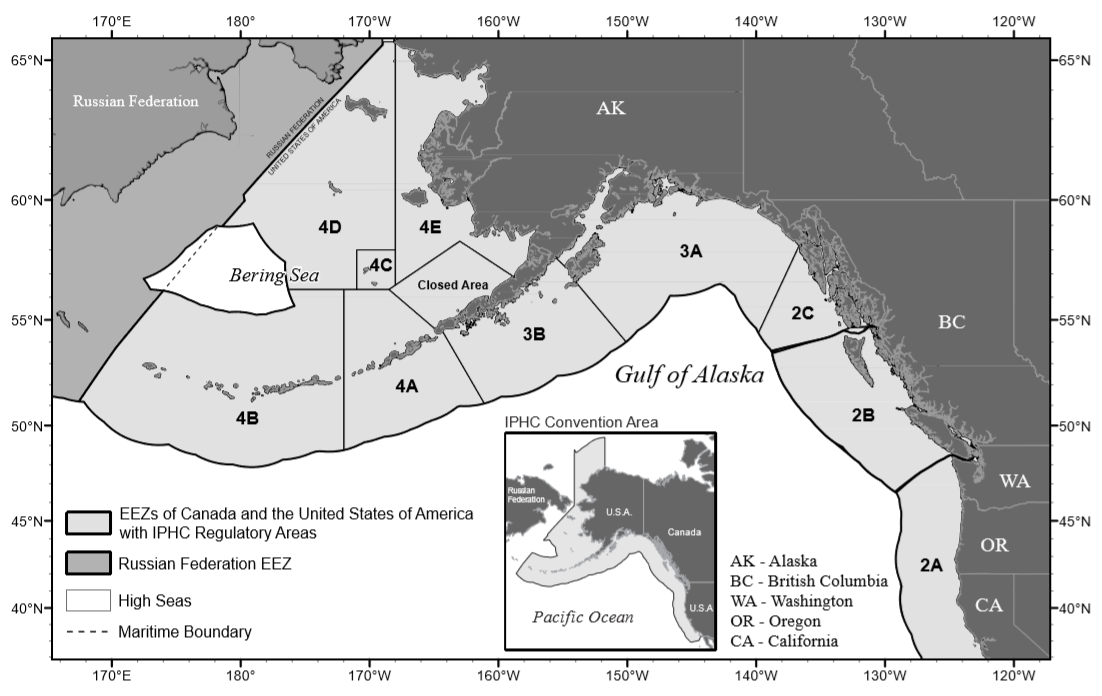 170°E 180° 170°W 160°W 150°W 140°W 130°W 120°W
65°N 65°N
Russian Federation
AK
RUSSIAN FEDERATION
UNITED STATES OF AMERICA
60°N 60°N
4D 4E
3A
4C
Bering Sea
Closed Area
2C
55°N 55°N
BC
3B
Gulf of Alaska
4A
4B
2B
50°N 50°N
IPHC Convention Area
WA
Russian
Federation
U.S.A.
Canada
U.S.A
Pacific Ocean
EEZs of Canada and the United States of America
with IPHC Regulatory Areas
Russian Federation EEZ
High Seas
Maritime Boundary
45°N 45°N
OR
2A
CA
40°N 40°N
AK - Alaska
BC - British Columbia
WA - Washington
OR - Oregon
CA - California
170°E 180° 170°W 160°W 150°W 140°W 130°W 120°W